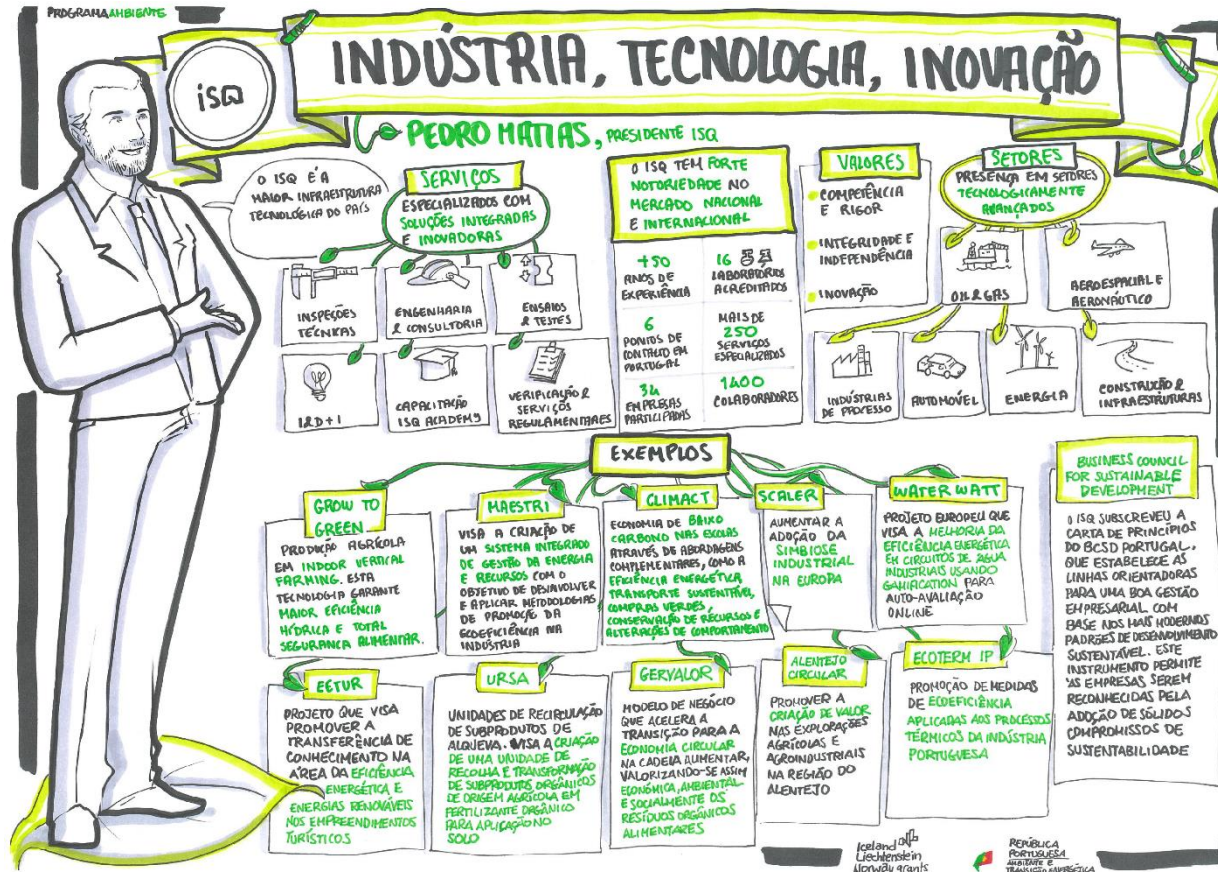 PROGRAMA AMBIENTE
isQ
INDÚSTRIA, TECNOLOGIA, INOVAÇÃO
PEDRO MATIAS, PRESIDENTE ISQ
O ISQ É A
MAIOR INFRAESTRUTURA
TECNOLÓGICA DO PAÍS
SERVIÇOS
ESPECIALIZADOS COM
SOLUÇÕES INTEGRADAS
E INOVADORAS
INSPEÇÕES
TÉCNICAS
ENGENHARIA
& CONSULTORIA
ENSAIOS
& TESTES
I&D+I
CAPACITAÇÃO
ISQ ACADEMY
VERIFICAÇÃO &
SERVIÇOS
REGULAMENTARES
O ISQ TEM FORTE
NOTORIEDADE NO
MERCADO NACIONAL
E INTERNACIONAL
+50
ANOS DE
EXPERIÊNCIA
16
LABORATÓRIOS
ACREDITADOS
6
PONTOS DE
CONTACTO EM
PORTUGAL
MAIS DE
250
SERVIÇOS
ESPECIALIZADOS
34
EMPRESAS
PARTICIPADAS
1400
COLABORADORES
VALORES
COMPETÊNCIA
E RIGOR
INTEGRIDADE E
INDEPENDÊNCIA
INOVAÇÃO
SETORES
PRESENÇA EM SETORES
TECNOLOGICAMENTE
AVANÇADOS
OIL & GAS
AEROESPACIAL E
AERONÁUTICO
INDÚSTRIAS
DE PROCESSO
AUTOMÓVEL
ENERGIA
CONSTRUÇÃO &
INFRAESTRUTURAS
EXEMPLOS
GROW TO
GREEN
PRODUÇÃO AGRÍCOLA
EM INDOOR VERTICAL
FARMING. ESTA
TECNOLOGIA GARANTE
MAIOR EFICIÊNCIA
HÍDRICA E TOTAL
SEGURANÇA ALIMENTAR.
MAESTRI
VISA A CRIAÇÃO DE
UM SISTEMA INTEGRADO
DE GESTÃO DA ENERGIA
E RECURSOS COM O
OBJETIVO DE DESNVOLVER
E APLICAR METODOLOGIAS
DE PROMOÇÃO DA
ECOEFICIÊNCIA NA
INDÚSTRIA
CLIMACT
ECONOMIA DE BAIXO
CARBONO NAS ESCOLAS
ATRAVÉS DE ABORDAGENS
COMPLEMENTARES, COMO A
EFICIÊNCIA ENERGÉTICA,
TRANSPORTE SUSTENTÁVEL,
COMPRAS VERDES,
CONSERVAÇÃO DE RECURSOS E
ALTERAÇÕES DE COMPORTAMENTO
SCALER
AUMENTAR A
ADOÇÃO DA
SIMBIOSE
INDUSTRIAL
NA EUROPA
WATER WATT
PROJETO EUROPEU QUE
VISA A MELHORIA DA
EFICIÊNCIA ENERGÉTICA
EM CIRCUITOS DE ÁGUA
INDUSTRIAIS USANDO
GAMIFICATION PARA
AUTO-AVALIAÇÃO
ONLINE
BUSINESS COUNCIL
FOR SUSTAINABLE
DEVELOPMENT
O ISQ SUBSCREVEU A
CARTA DE PRINCÍPIOS
DO BCSD PORTUGAL,
QUE ESTABELECE AS
LINHAS ORIENTADORAS
PARA UMA BOA GESTÃO
EMPRESARIAL COM
BASE NOS MAIS MODERNOS
PADRÕES DE DESENVOLVIMENTO
SUSTENTÁVEL. ESTE
INSTRUMENTO PERMITE
ÀS EMPRESAS SEREM
RECONHECIDAS PELA
ADOÇÃO DE SÓLIDOS
COMPROMISSOS DE
SUSTENTABILIDADE
EETUR
PROJETO QUE VISA
PROMOVER A
TRANSFERÊNCIA DE
CONHECIMENTO NA
ÁREA DA EFICIÊNCIA
ENERGÉTICA E
ENERGIAS RENOVÁVEIS
NOS EMPREENDIMENTOS
TURÍSTICOS
URSA
UNIDADES DE RECIRCULAÇÃO
DE SUBPRODUTOS DE
ALQUEVA. VISA A CRIAÇÃO
DE UMA UNIDADE DE
RECOLHA E TRANSFORMAÇÃO
DE SUBPRODUTOS ORGÂNICOS
DE ORIGEM AGRÍCOLA EM
FERTILIZANTE ORGÂNICO
PARA APLICAÇÃO NO
SOLO
GERVALOR
MODELO DE NEGÓCIO
QUE ACELERA A
TRANSIÇÃO PARA A
ECONOMIA CIRCULAR
NA CADEIA ALIMENTAR,
VALORIZANDO-SE ASSIM
ECONÓMICA, AMBIENTAL
E SOCIALMENTE OS
RESÍDUOS ORGÂNICOS
ALIMENTARES
ALENTEJO
CIRCULAR
PROMOVER A
CRIAÇÃO DE VALOR
NAS EXPLORAÇÕES
AGRÍCOLAS E
AGROINDUSTRIAIS
NA REGIÃO DO
ALENTEJO
ECOTERM IP
PROMOÇÃO DE MEDIDAS
DE ECOEFICIÊNCIA
APLICADAS AOS PROCESSOS
TÉRMICOS DA INDÚSTRIA
PORTUGUESA
Iceland
Liechtenstein
Norway grants
REPÚBLICA
PORTUGUESA
AMBIENTE E
TRANSIÇÃO ENERGÉTICA